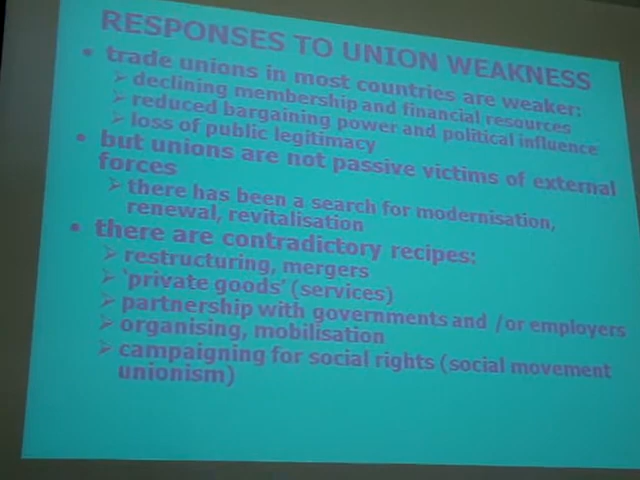 RESPONSES TO UNION WEAKNESS
• trade unions in most countries are weaker:
➢ declining membership and financial resources
➢ reduced bargaining power and political influence
➢ loss of public legitimacy
• but unions are not passive victims of external
forces
➢ there has been a search for modernisation,
renewal, revitalisation
• there are contradictory recipes:
➢ restructuring, mergers
➢ 'private goods' (services)
➢ partnership with governments and /or employers
➢ organising, mobilisation
➢ campaigning for social rights (social movement
unionism)